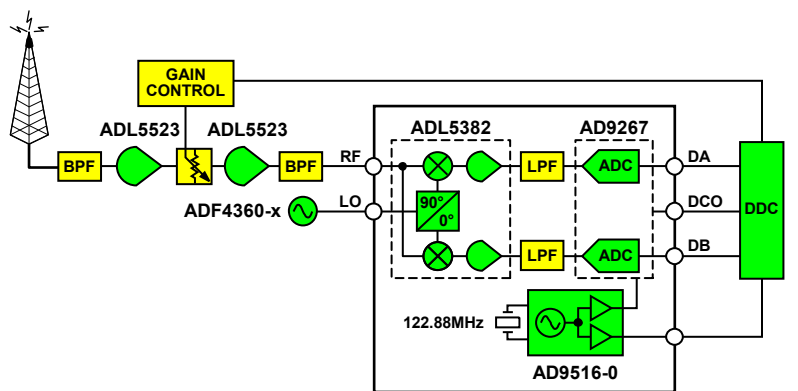 GAIN
CONTROL
ADL5523
ADL5523
ADL5382
AD9267
BPF
BPF
RF
LPF
ADC
DA
ADF4360-x
LO
90°
0°
DCO
DDC
LPF
ADC
DB
122.88MHz
AD9516-0